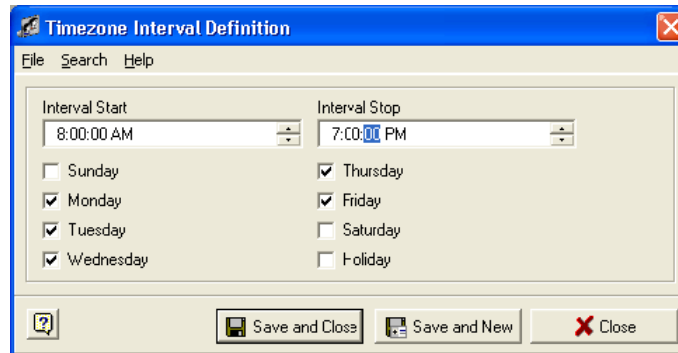 Timezone Interval Definition
File Search Help
Interval Start
8:00:00 AM
Interval Stop
7:00:00 PM
Sunday
Monday
Tuesday
Wednesday
Thursday
Friday
Saturday
Holiday
Save and Close
Save and New
Close